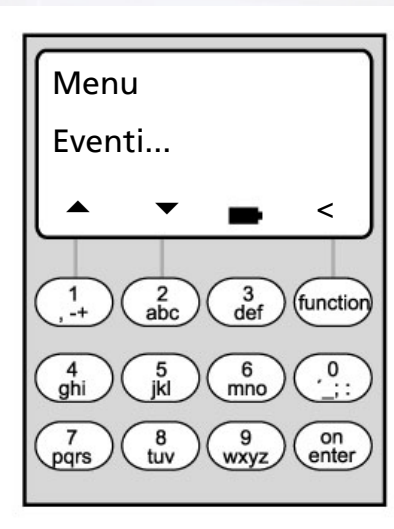 Menu
Eventi...
<
1 2 3 function
, -+ abc def
4 5 6 0
ghi jkl mno ´_; :
7 8 9 on
pqrs tuv wxyz enter